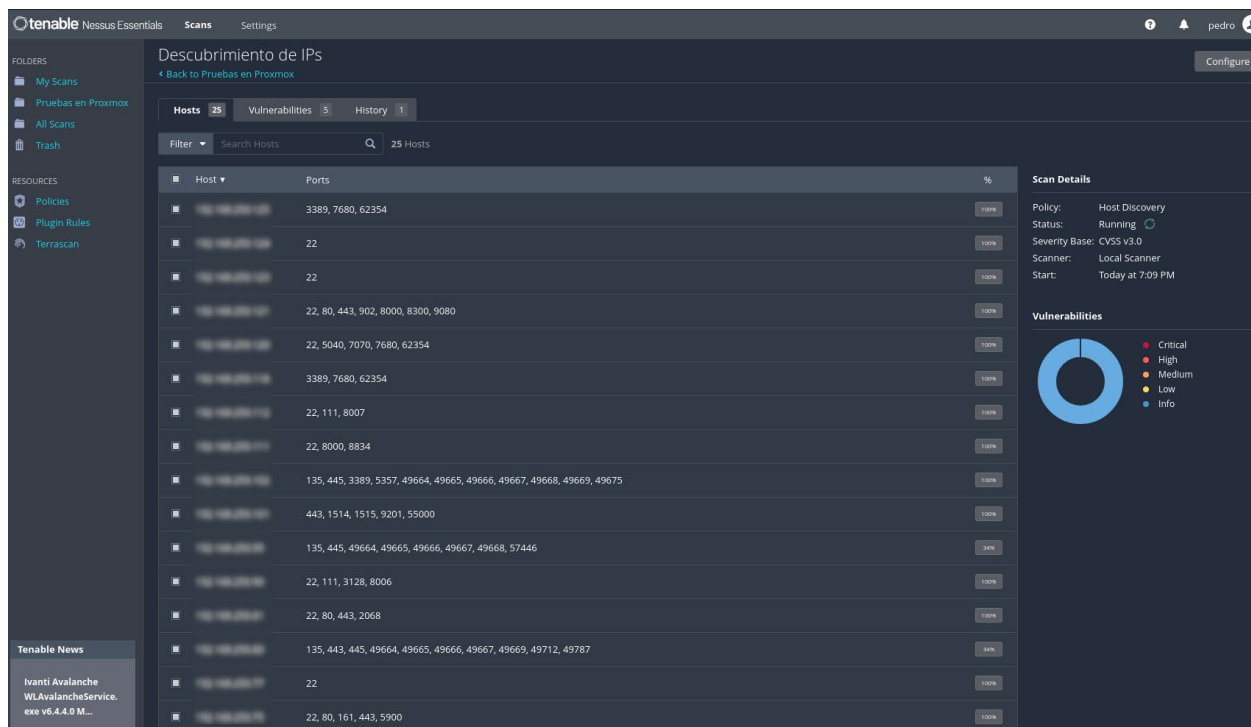 tenable Nessus Essentials Scans Settings pedro
FOLDERS
My Scans
Pruebas en Proxmox
All Scans
Trash
RESOURCES
Policies
Plugin Rules
Terrascan
Tenable News
Ivanti Avalanche
WLAvalancheService.
exe v6.4.4.0 M...
Descubrimiento de IPs
Back to Pruebas en Proxmox
Configure
Hosts 25 Vulnerabilities 5 History 1
Filter Search Hosts 25 Hosts
Host Ports %
3389, 7680, 62354 100%
22 100%
22 100%
22, 80, 443, 902, 8000, 8300, 9080 100%
22, 5040, 7070, 7680, 62354 100%
3389, 7680, 62354 100%
22, 111, 8007 100%
22, 8000, 8834 100%
135, 445, 3389, 5357, 49664, 49665, 49666, 49667, 49668, 49669, 49675 100%
443, 1514, 1515, 9201, 55000 100%
135, 445, 49664, 49665, 49666, 49667, 49668, 57446 34%
22, 111, 3128, 8006 100%
22, 80, 443, 2068 100%
135, 443, 445, 49664, 49665, 49666, 49667, 49669, 49712, 49787 34%
22 100%
22, 80, 161, 443, 5900 100%
Scan Details
Policy: Host Discovery
Status: Running
Severity Base: CVSS v3.0
Scanner: Local Scanner
Start: Today at 7:09 PM
Vulnerabilities
Critical
High
Medium
Low
Info